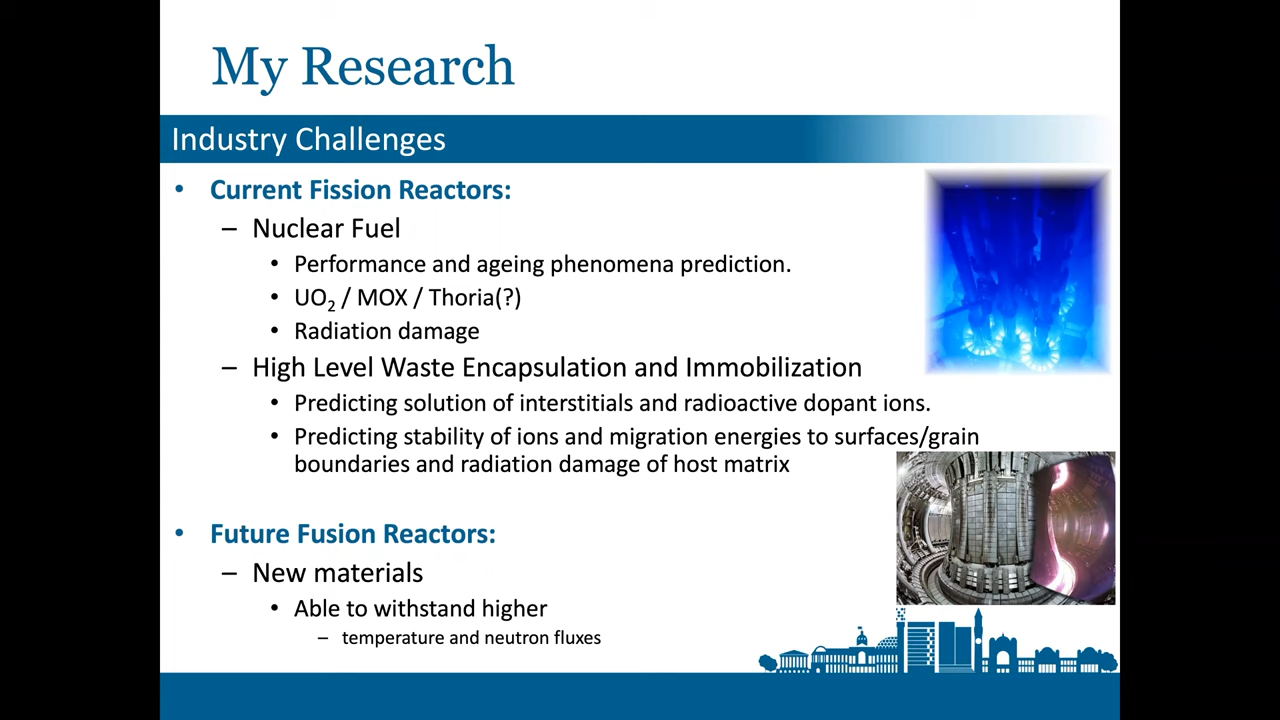 My Research
Industry Challenges
• Current Fission Reactors:
– Nuclear Fuel
• Performance and ageing phenomena prediction.
• UO₂ / MOX / Thoria(?)
• Radiation damage
– High Level Waste Encapsulation and Immobilization
• Predicting solution of interstitials and radioactive dopant ions.
• Predicting stability of ions and migration energies to surfaces/grain
boundaries and radiation damage of host matrix
• Future Fusion Reactors:
– New materials
• Able to withstand higher
– temperature and neutron fluxes